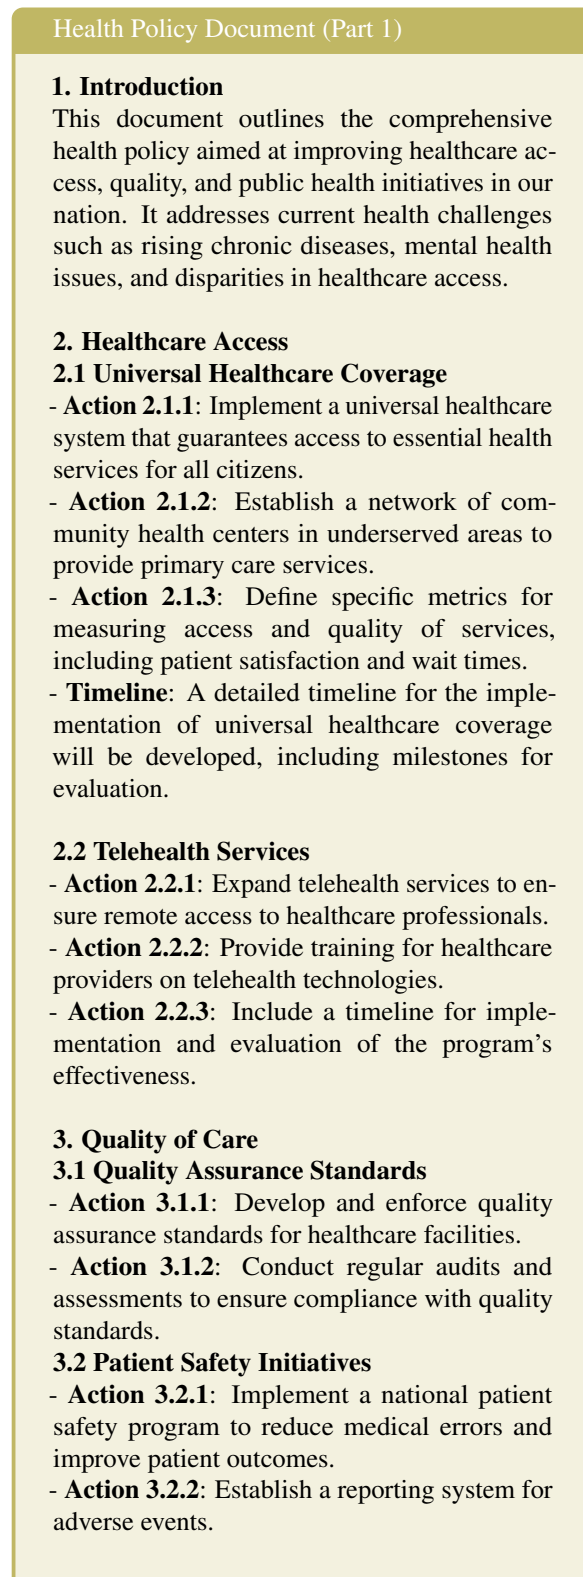 Health Policy Document (Part 1)
1. Introduction
This document outlines the comprehensive
health policy aimed at improving healthcare ac-
cess, quality, and public health initiatives in our
nation. It addresses current health challenges
such as rising chronic diseases, mental health
issues, and disparities in healthcare access.
2. Healthcare Access
2.1 Universal Healthcare Coverage
- Action 2.1.1: Implement a universal healthcare
system that guarantees access to essential health
services for all citizens.
- Action 2.1.2: Establish a network of com-
munity health centers in underserved areas to
provide primary care services.
- Action 2.1.3: Define specific metrics for
measuring access and quality of services,
including patient satisfaction and wait times.
- Timeline: A detailed timeline for the imple-
mentation of universal healthcare coverage
will be developed, including milestones for
evaluation.
2.2 Telehealth Services
- Action 2.2.1: Expand telehealth services to en-
sure remote access to healthcare professionals.
- Action 2.2.2: Provide training for healthcare
providers on telehealth technologies.
- Action 2.2.3: Include a timeline for imple-
mentation and evaluation of the program's
effectiveness.
3. Quality of Care
3.1 Quality Assurance Standards
- Action 3.1.1: Develop and enforce quality
assurance standards for healthcare facilities.
- Action 3.1.2: Conduct regular audits and
assessments to ensure compliance with quality
standards.
3.2 Patient Safety Initiatives
- Action 3.2.1: Implement a national patient
safety program to reduce medical errors and
improve patient outcomes.
- Action 3.2.2: Establish a reporting system for
adverse events.